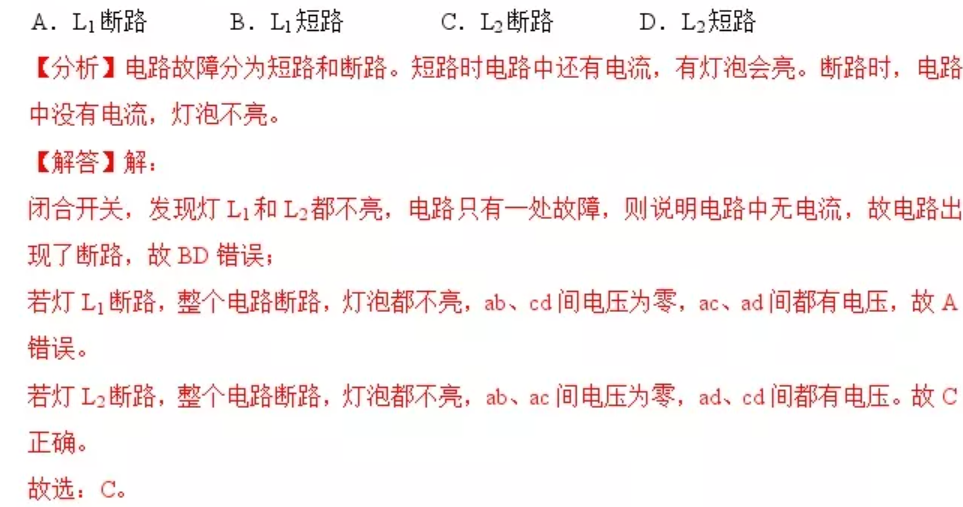 A. L₁断路 B. L₁短路 C. L₂断路 D. L₂短路
【分析】电路故障分为短路和断路。短路时电路中还有电流，有灯泡会亮。断路时，电路
中没有电流，灯泡不亮。
【解答】解：
闭合开关，发现灯 L₁和 L₂都不亮，电路只有一处故障，则说明电路中无电流，故电路出
现了断路，故 BD 错误；
若灯 L₁断路，整个电路断路，灯泡都不亮，ab、cd 间电压为零，ac、ad 间都有电压，故 A
错误。
若灯 L₂断路，整个电路断路，灯泡都不亮，ab、ac 间电压为零，ad、cd 间都有电压。故 C
正确。
故选：C。